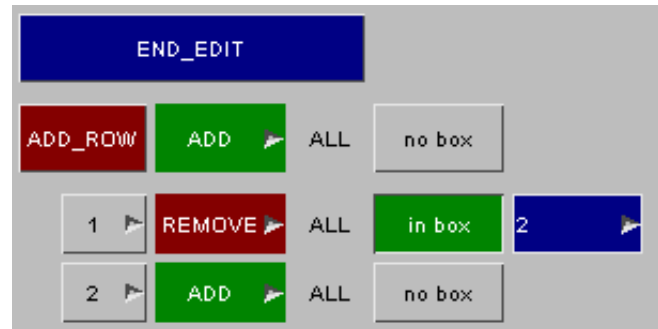 END_EDIT
ADD_ROW ADD ALL no box
1 REMOVE ALL in box 2
2 ADD ALL no box